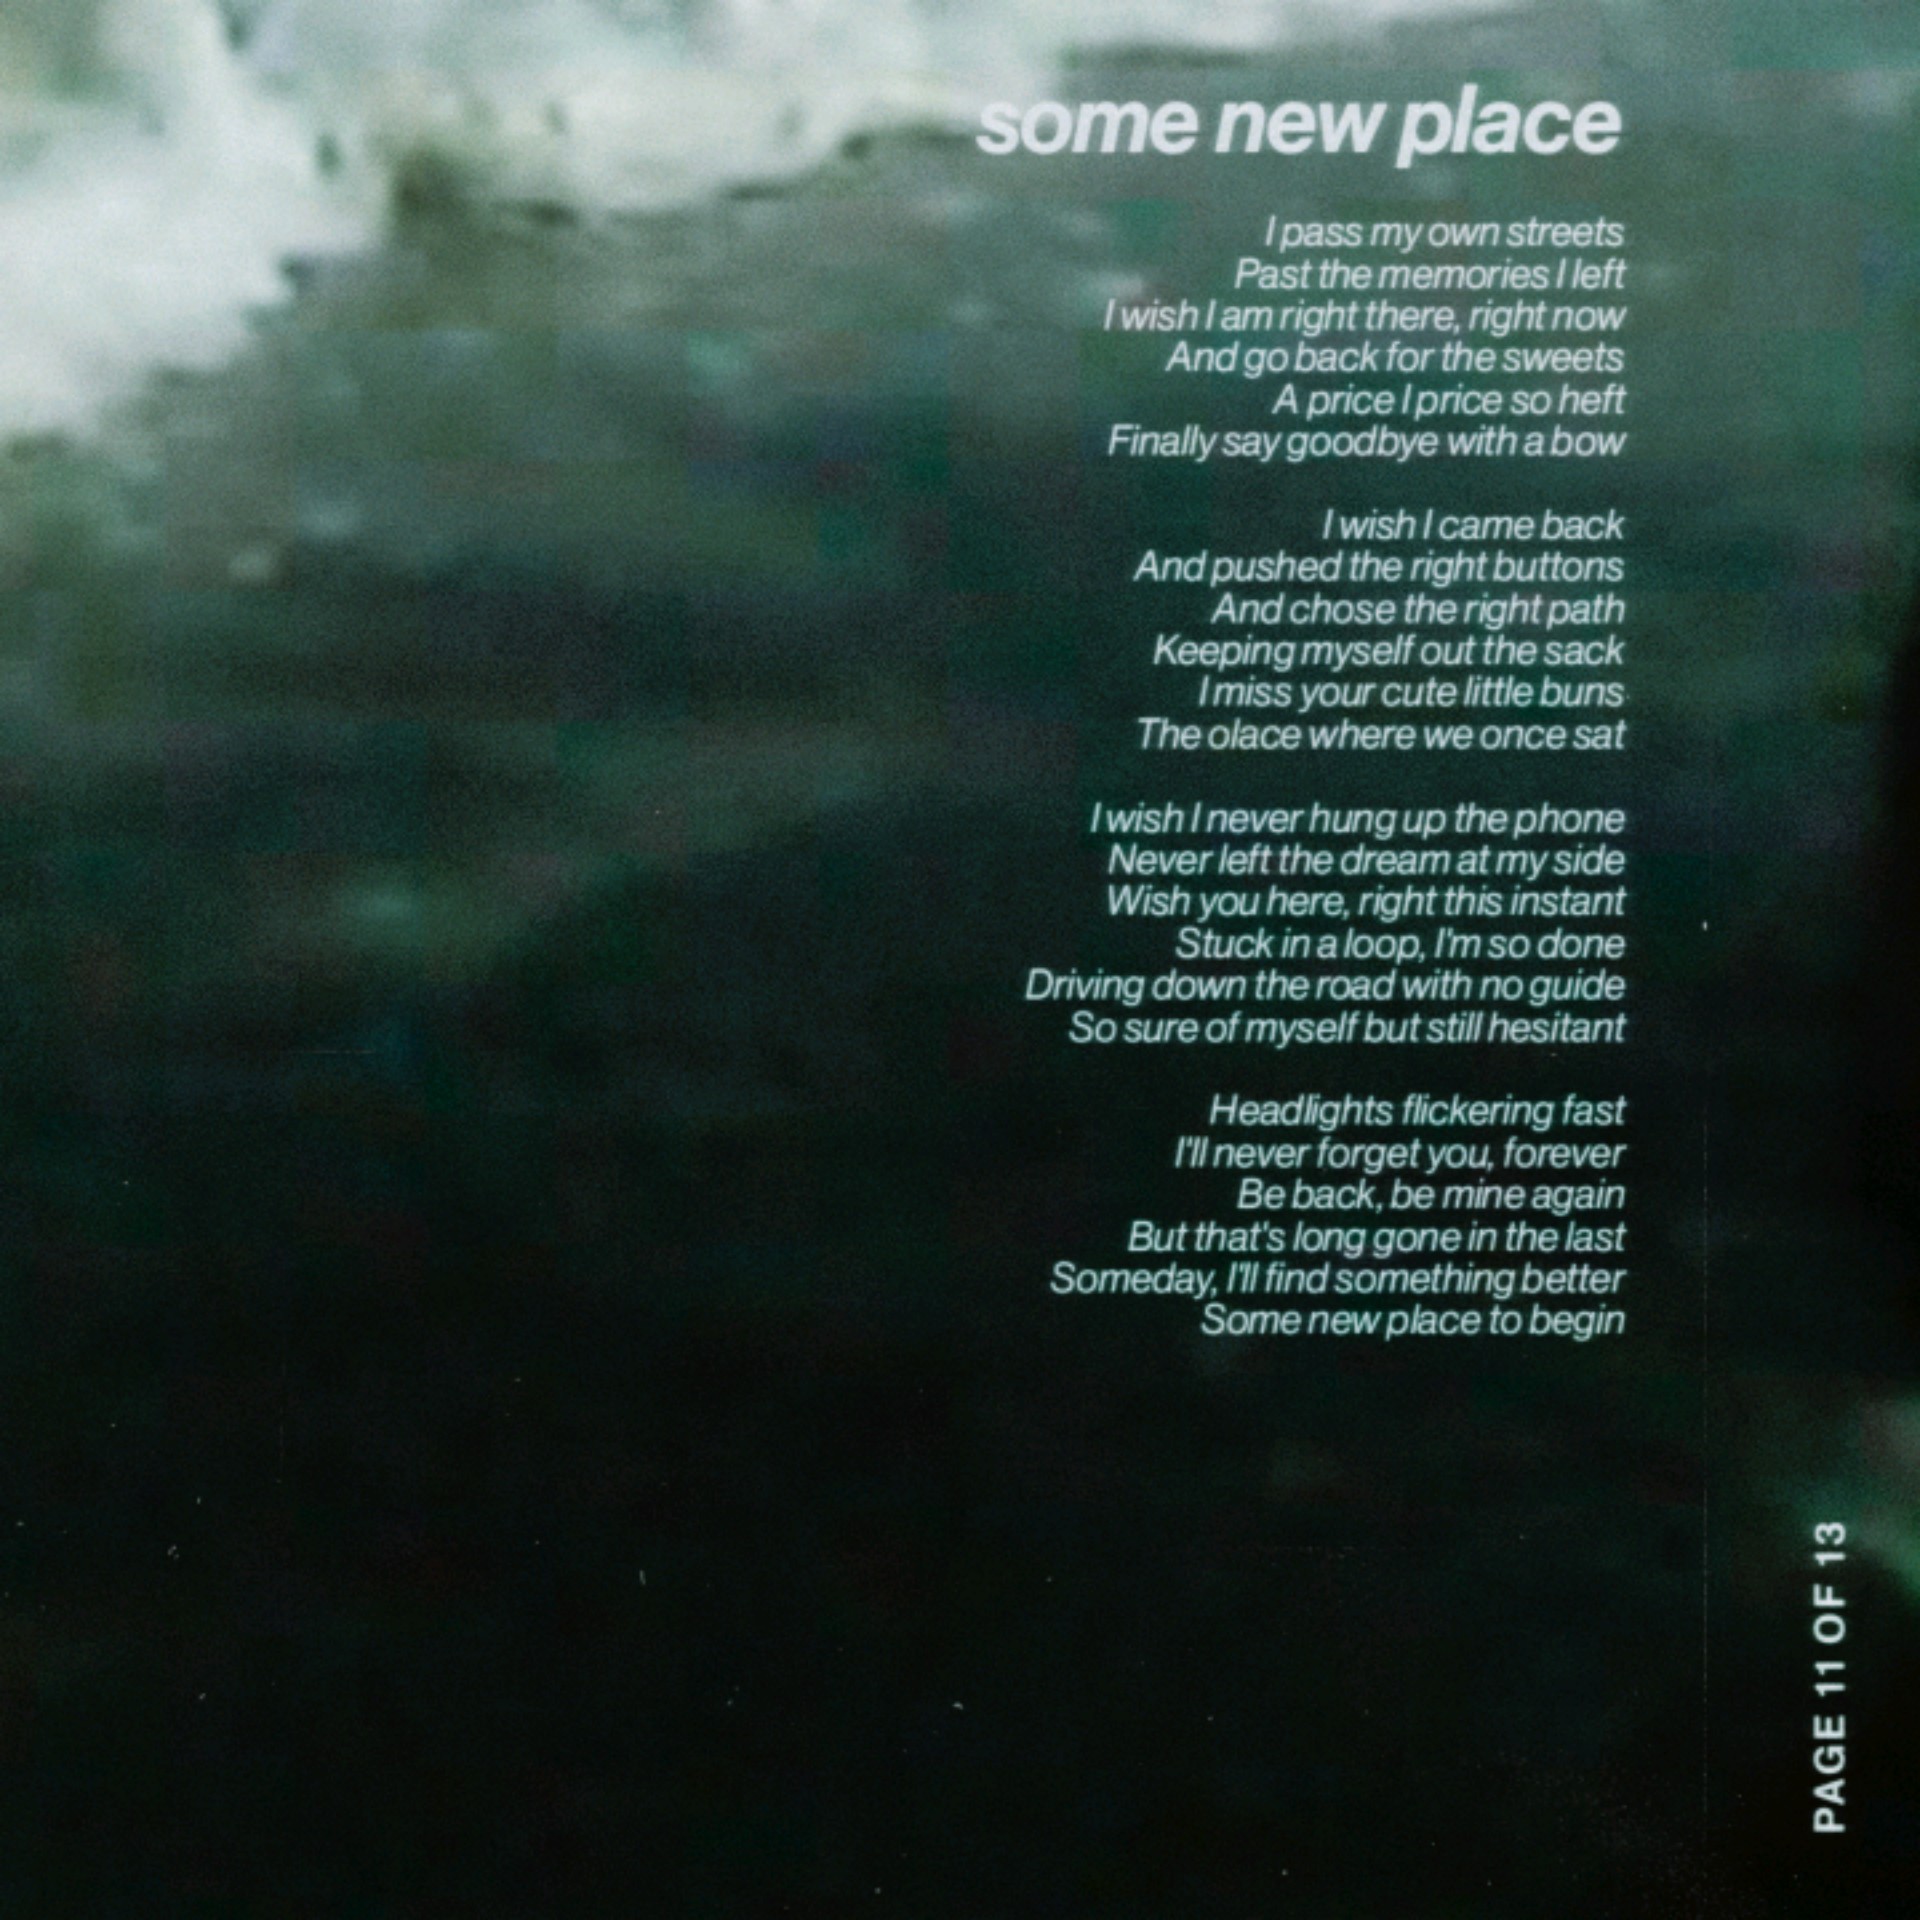 some new place
I pass my own streets
Past the memories I left
I wish I am right there, right now
And go back for the sweets
A price I price so heft
Finally say goodbye with a bow
I wish I came back
And pushed the right buttons
And chose the right path
Keeping myself out the sack
I miss your cute little buns
The olace where we once sat
I wish I never hung up the phone
Never left the dream at my side
Wish you here, right this instant
Stuck in a loop, I'm so done
Driving down the road with no guide
So sure of myself but still hesitant
Headlights flickering fast
I'll never forget you, forever
Be back, be mine again
But that's long gone in the last
Someday, I'll find something better
Some new place to begin
PAGE 11 OF 13